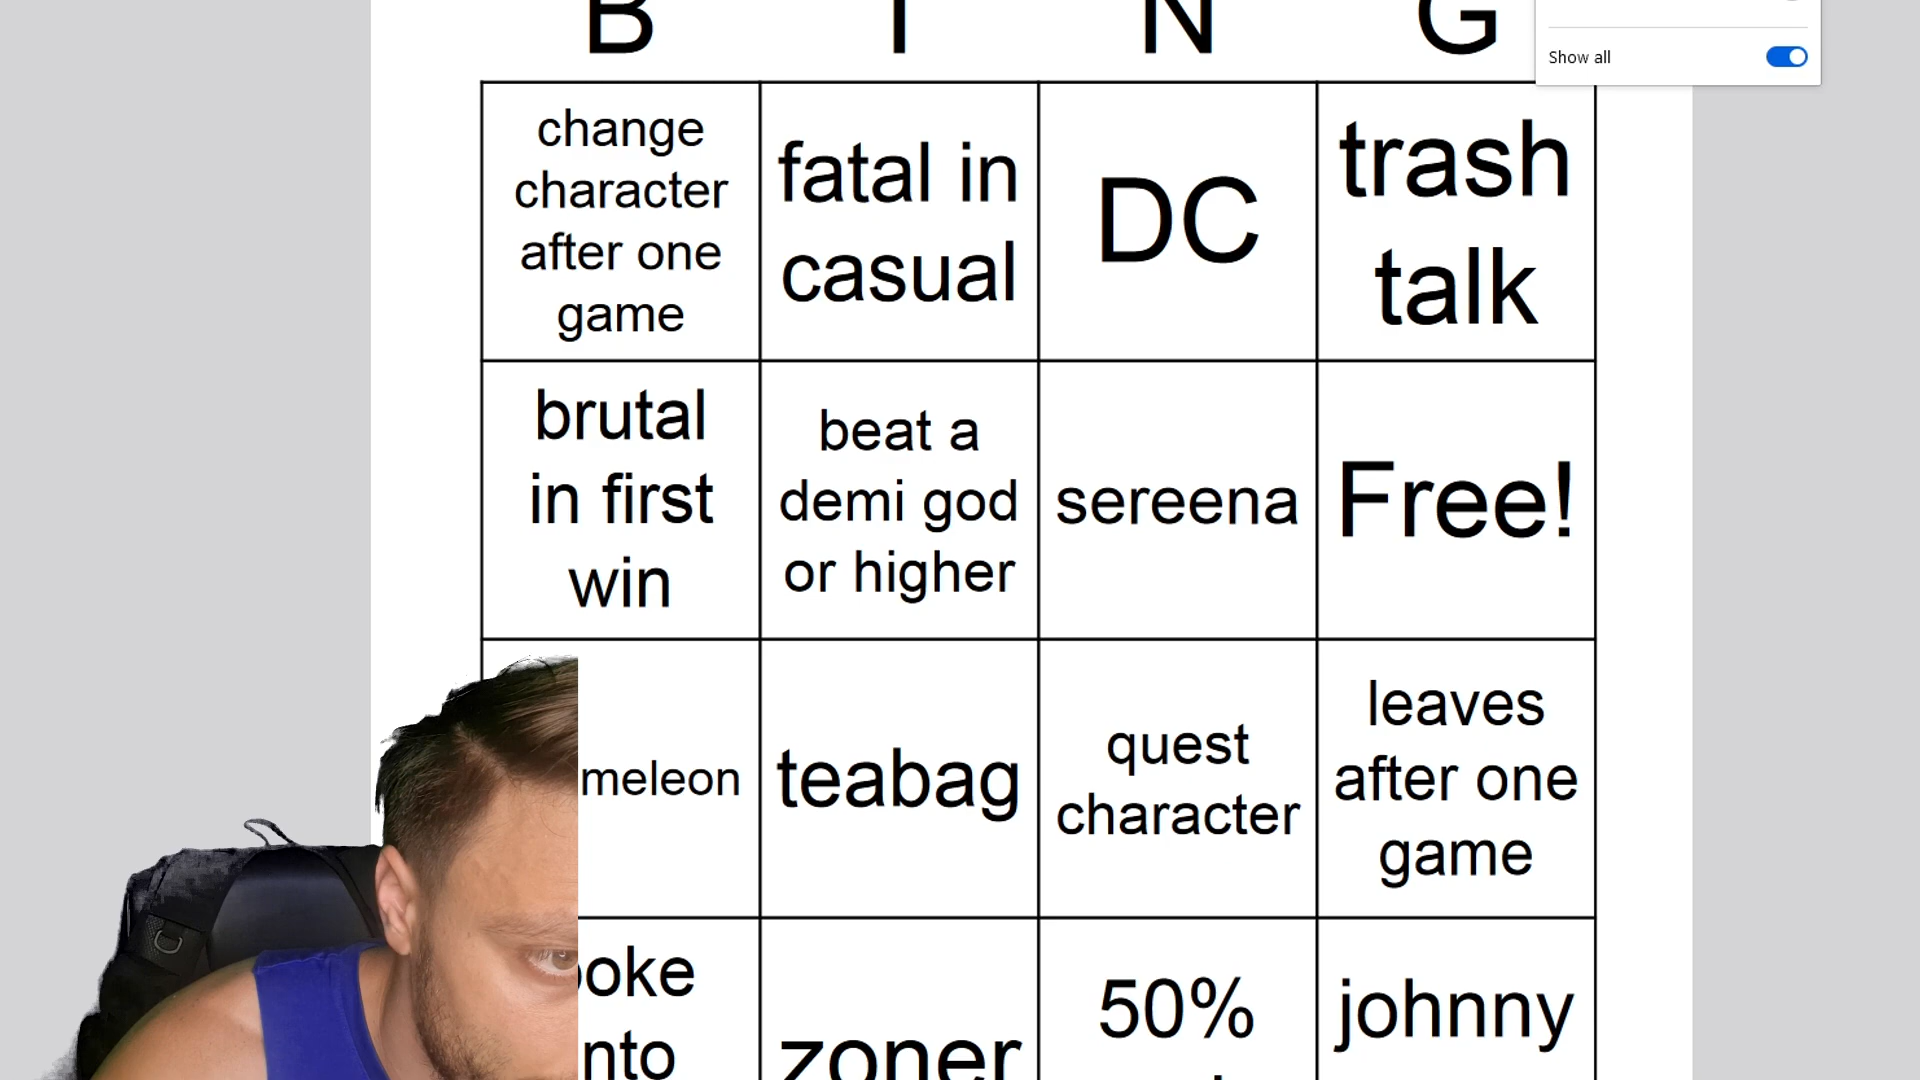 B I N G
Show all
change
character
after one
game
fatal in
casual
DC
trash
talk
brutal
in first
win
beat a
demi god
or higher
sereena
Free!
meleon
teabag
quest
character
leaves
after one
game
oke
nto
zoner
50%
johnny